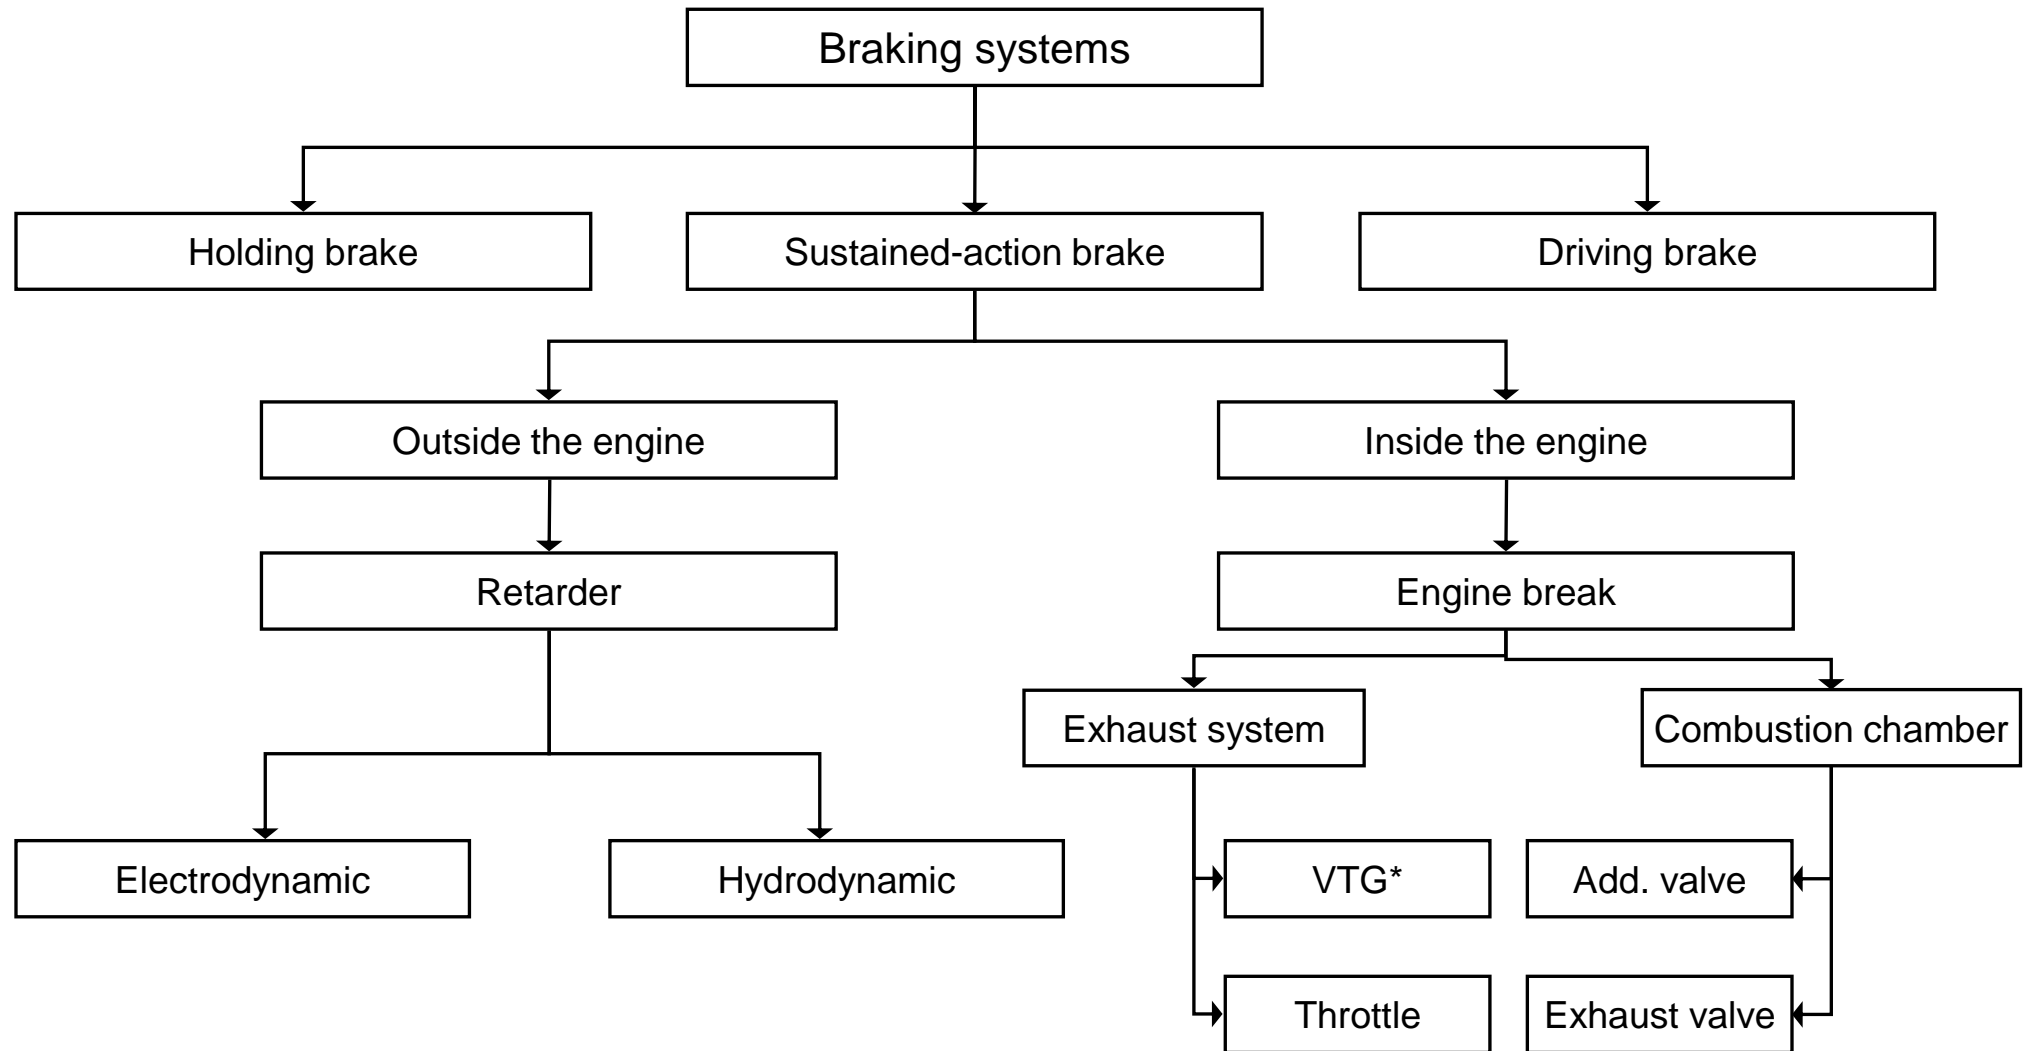 Braking systems
Holding brake
Sustained-action brake
Driving brake
Outside the engine
Inside the engine
Retarder
Engine break
Exhaust system
Combustion chamber
Electrodynamic
Hydrodynamic
VTG*
Add. valve
Throttle
Exhaust valve